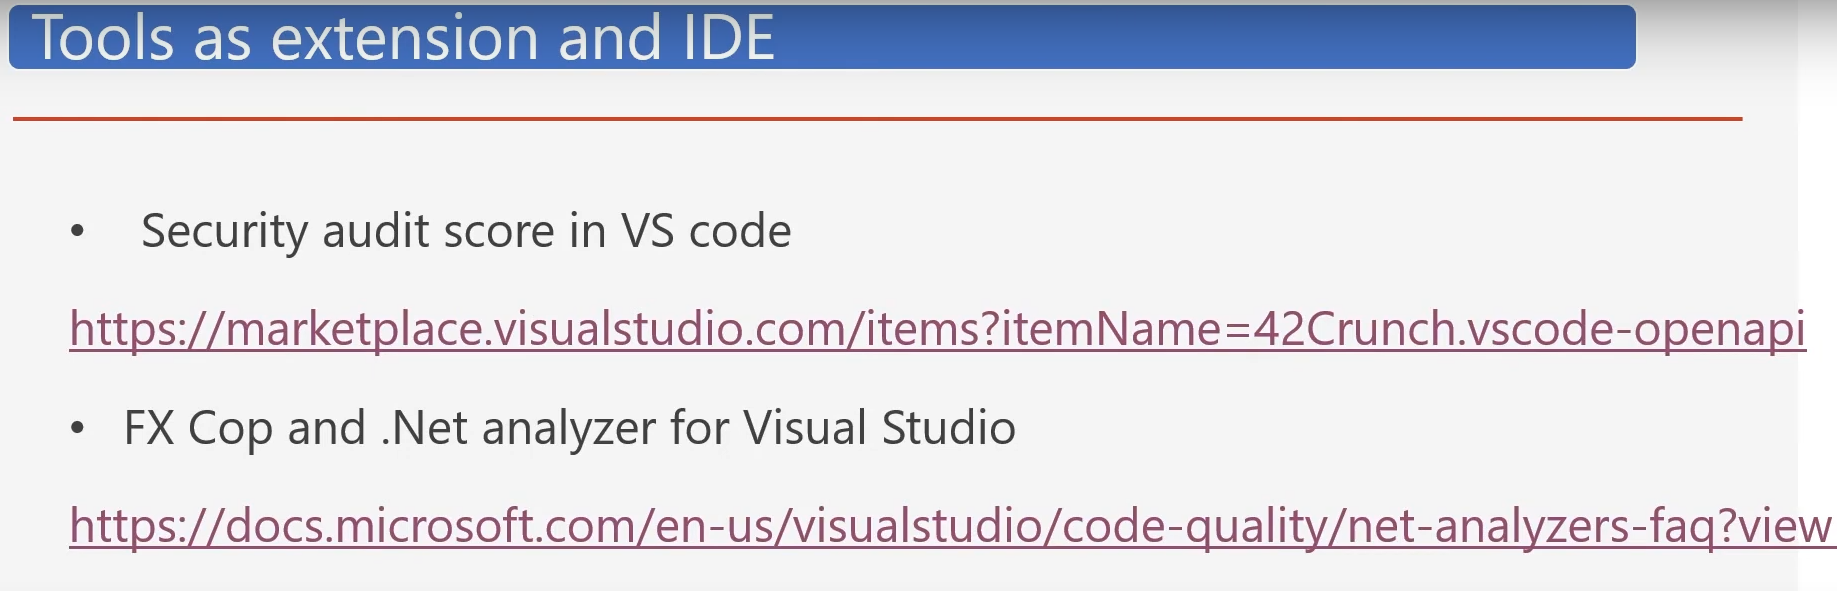 Tools as extension and IDE
• Security audit score in VS code
https://marketplace.visualstudio.com/items?itemName=42Crunch.vscode-openapi
• FX Cop and .Net analyzer for Visual Studio
https://docs.microsoft.com/en-us/visualstudio/code-quality/net-analyzers-faq?view